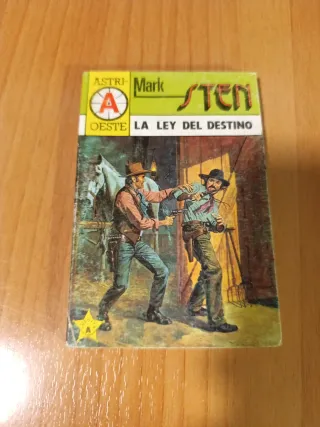 ASTRI-
A
OESTE
Mark
STEN
LA LEY DEL DESTINO
A